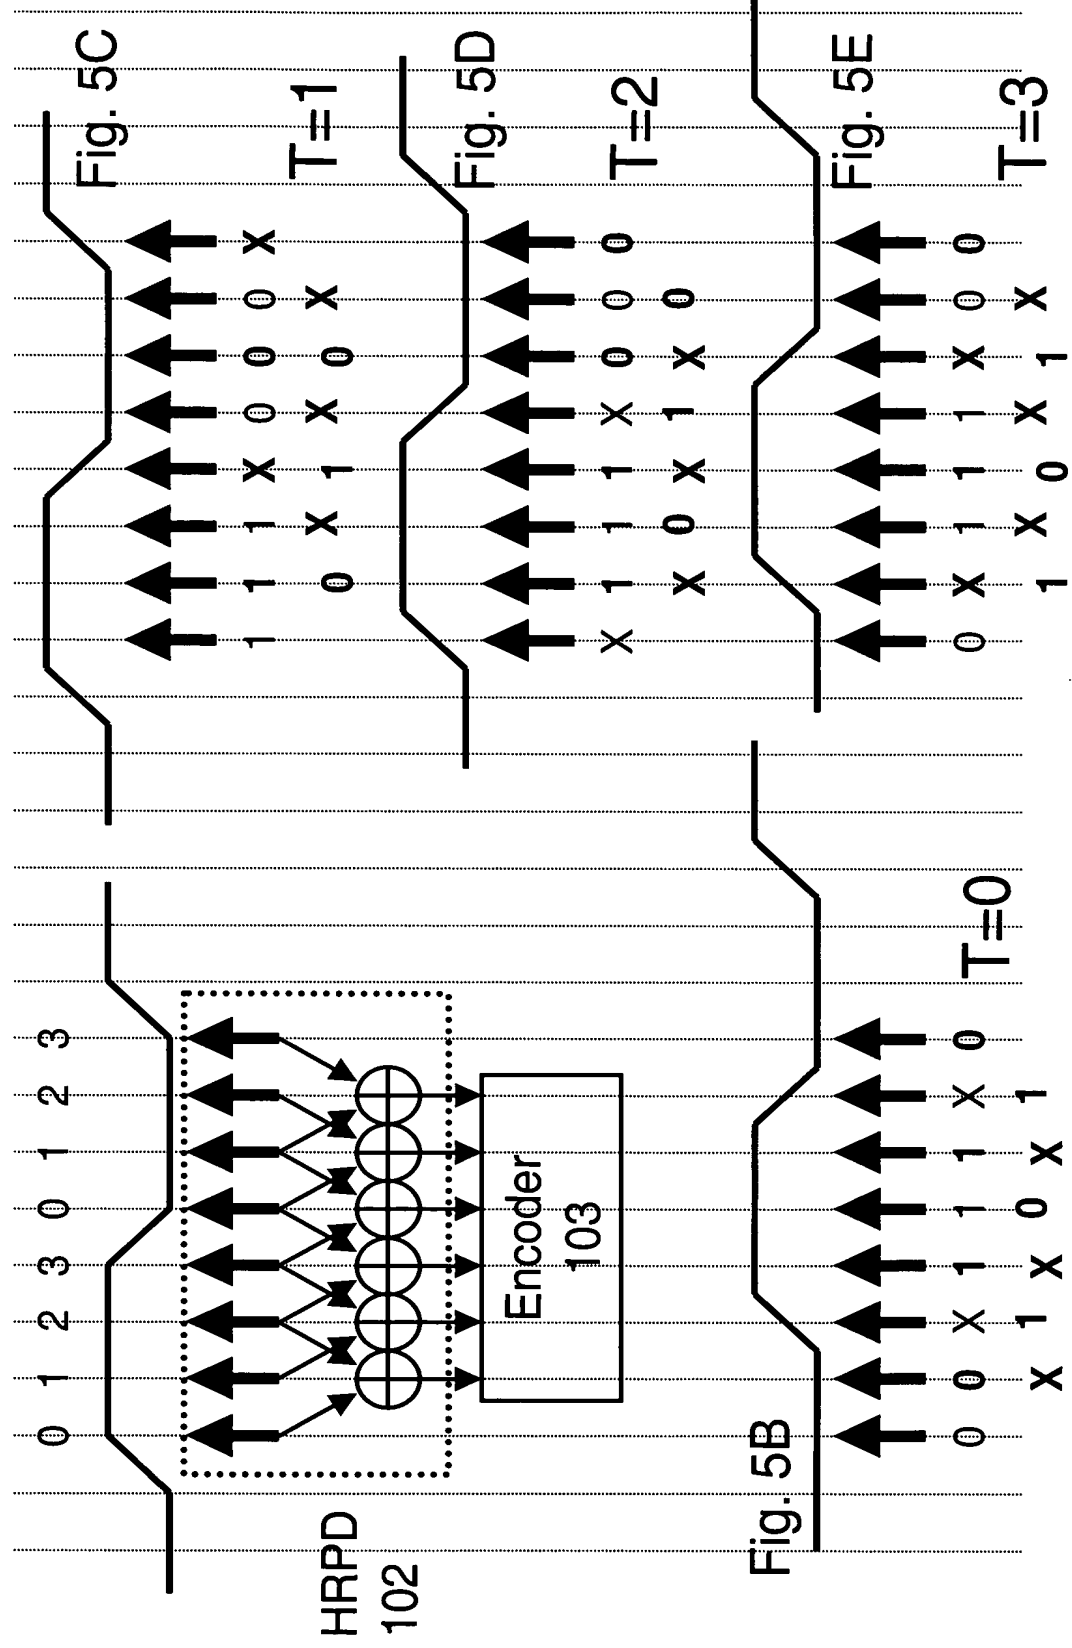 0 1 2 3 0 1 2 3
HRPD
102
Encoder
103
Fig. 5B
0 0 X 1 1 1 X 0
X 1 X 0 X 1
T=0
Fig. 5C
1 1 1 X 0 0 0 X
0 X 1 X 0 X
T=1
Fig. 5D
X 1 1 1 X 0 0 0
X 0 X 1 X 0
T=2
Fig. 5E
0 X 1 1 1 X 0 0
1 X 0 X 1 X
T=3